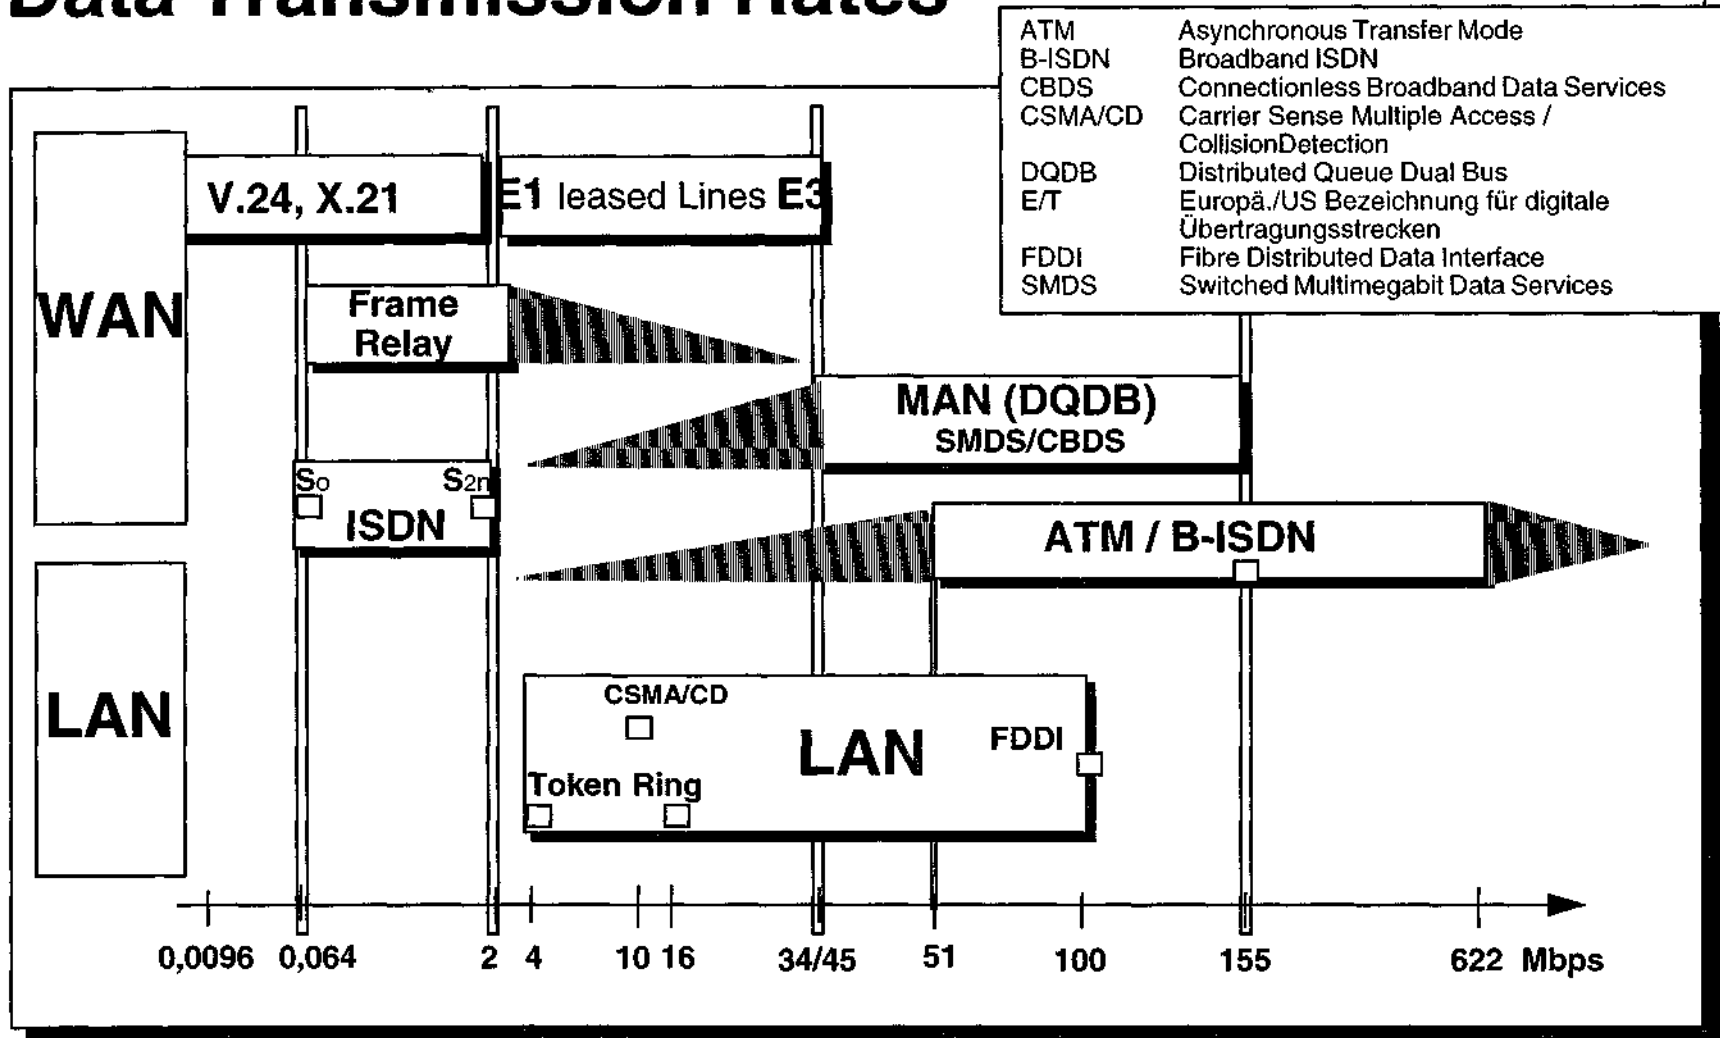 Data Transmission Rates
ATM Asynchronous Transfer Mode
B-ISDN Broadband ISDN
CBDS Connectionless Broadband Data Services
CSMA/CD Carrier Sense Multiple Access /
CollisionDetection
DQDB Distributed Queue Dual Bus
E/T Europä./US Bezeichnung für digitale
Übertragungsstrecken
FDDI Fibre Distributed Data Interface
SMDS Switched Multimegabit Data Services
WAN
V.24, X.21
E1 leased Lines E3
Frame
Relay
MAN (DQDB)
SMDS/CBDS
S0 S2m
ISDN
ATM / B-ISDN
LAN
CSMA/CD
LAN
FDDI
Token Ring
0,0096 0,064 2 4 10 16 34/45 51 100 155 622 Mbps